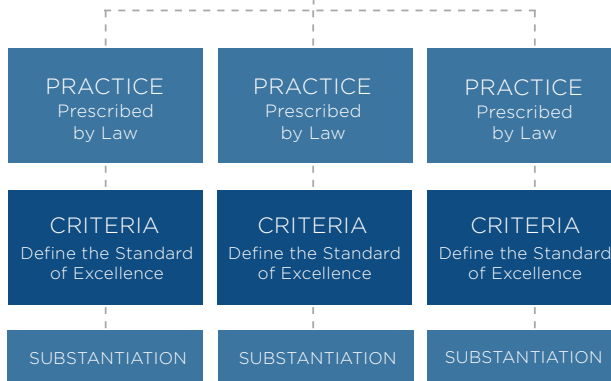 PRACTICE
Prescribed
by Law
PRACTICE
Prescribed
by Law
PRACTICE
Prescribed
by Law
CRITERIA
Define the Standard
of Excellence
CRITERIA
Define the Standard
of Excellence
CRITERIA
Define the Standard
of Excellence
SUBSTANTIATION
SUBSTANTIATION
SUBSTANTIATION